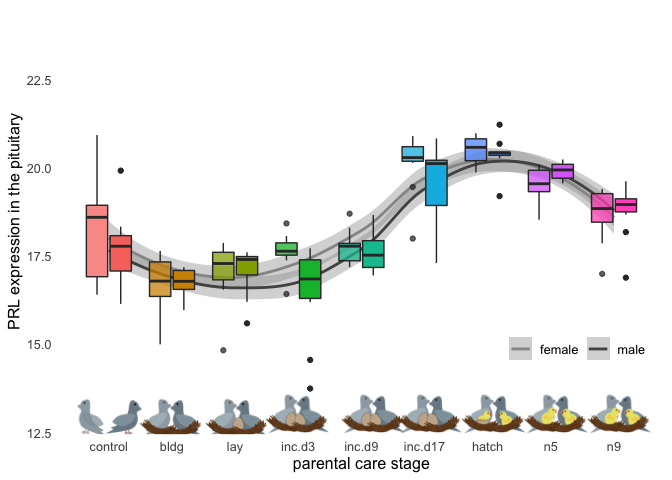 PRL expression in the pituitary
22.5
20.0
17.5
15.0
12.5
female male
control bldg lay inc.d3 inc.d9 inc.d17 hatch n5 n9
parental care stage